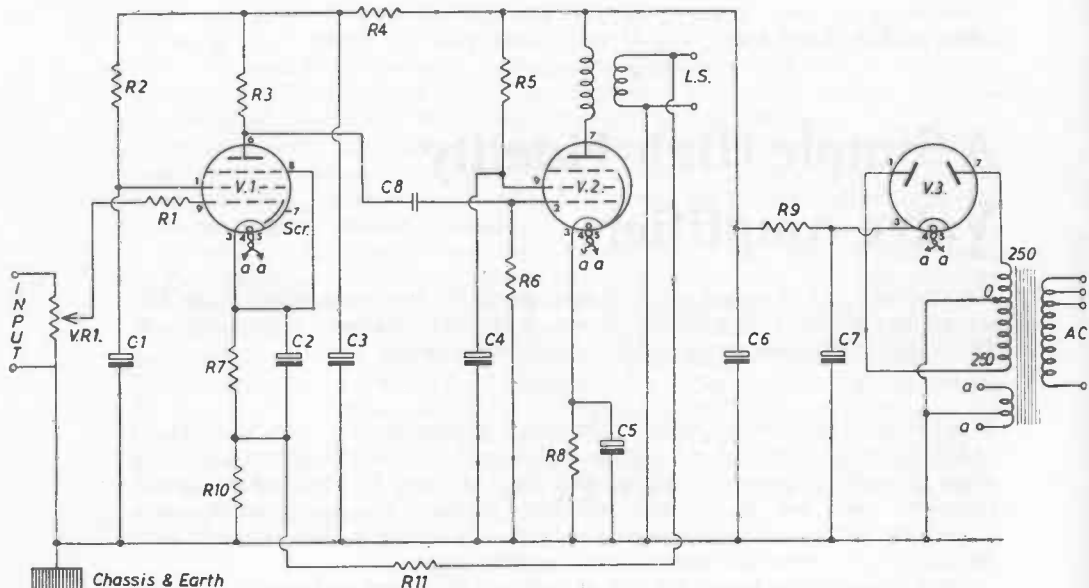 R4
R2
R3
R5
L.S.
6
7
1
V.1.
8
9
R1
7
Scr.
3 4 5
a a
C8
V.2.
9
2
3 4 5
a a
R6
1
V.3.
7
3
4 5
a a
R9
250
0
250
AC
a
a
INPUT
V.R1.
C1
R7
C2
C3
C4
C6
C7
R8
C5
R10
R11
Chassis & Earth